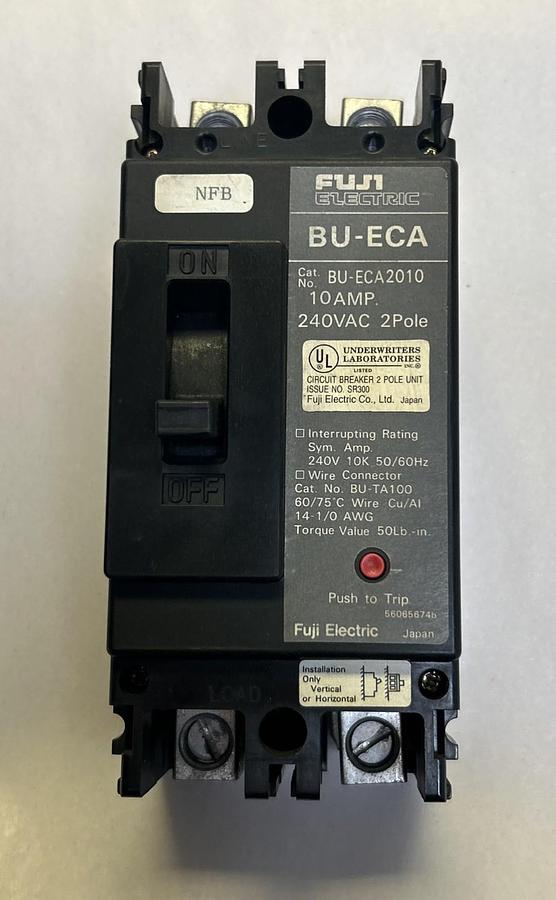 LINE
NFB
FUJI
ELECTRIC
BU-ECA
Cat. No. BU-ECA2010
10AMP.
240VAC 2Pole
ON
UL
UNDERWRITERS
LABORATORIES
INC.®
LISTED
CIRCUIT BREAKER 2 POLE UNIT
ISSUE NO. SR300
Fuji Electric Co., Ltd. Japan
□ Interrupting Rating
Sym. Amp.
240V 10K 50/60Hz
□ Wire Connector
Cat. No. BU-TA100
60/75°C Wire Cu/Al
14-1/0 AWG
Torque Value 50Lb.-in.
OFF
Push to Trip
56065674b
Fuji Electric Japan
Installation
Only
Vertical
or Horizontal
LOAD